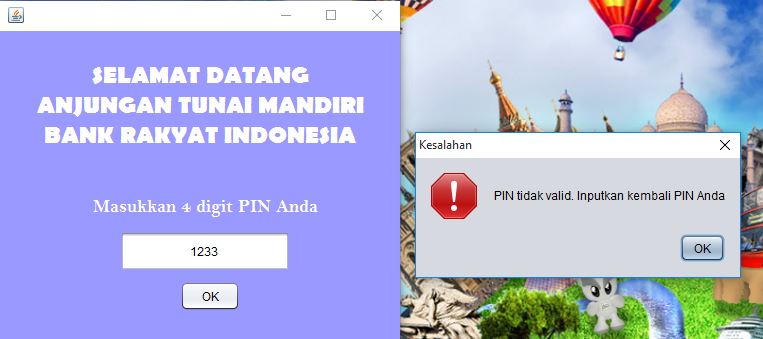 SELAMAT DATANG
ANJUNGAN TUNAI MANDIRI
BANK RAKYAT INDONESIA
Masukkan 4 digit PIN Anda
1233
OK
Kesalahan
PIN tidak valid. Inputkan kembali PIN Anda
OK